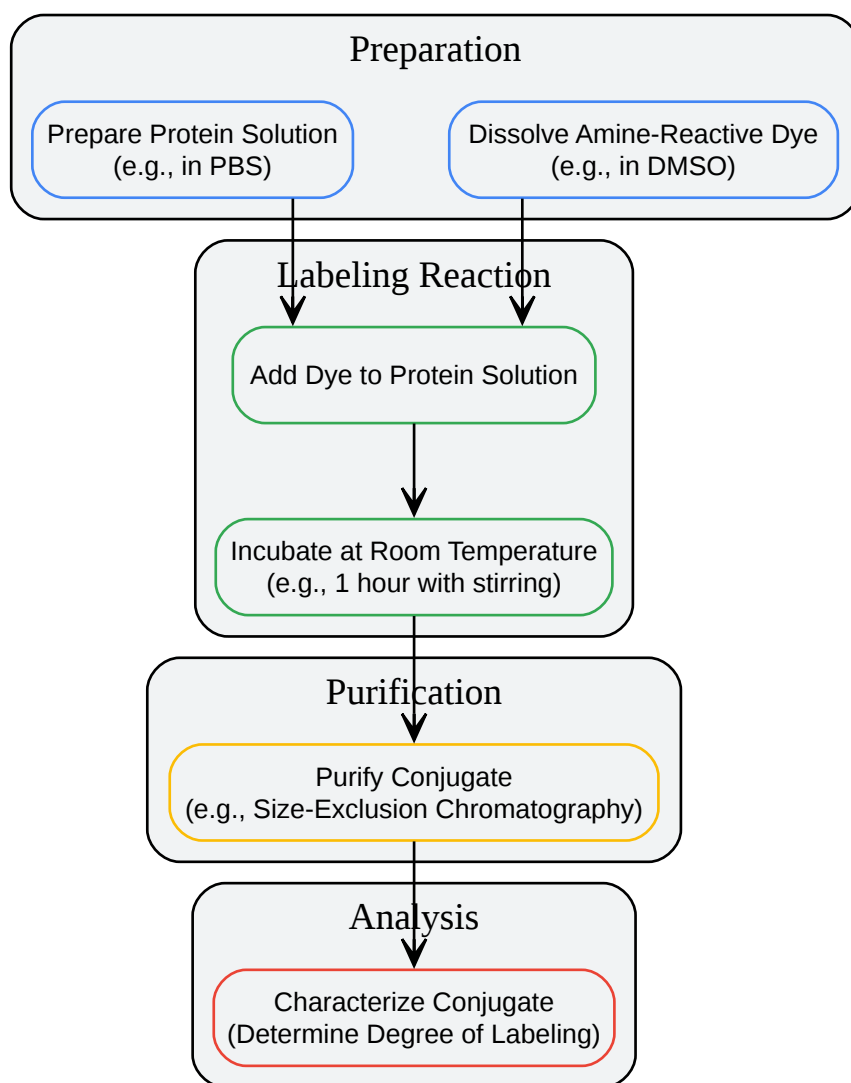 Preparation
Prepare Protein Solution
(e.g., in PBS)
Dissolve Amine-Reactive Dye
(e.g., in DMSO)
Labeling Reaction
Add Dye to Protein Solution
Incubate at Room Temperature
(e.g., 1 hour with stirring)
Purification
Purify Conjugate
(e.g., Size-Exclusion Chromatography)
Analysis
Characterize Conjugate
(Determine Degree of Labeling)